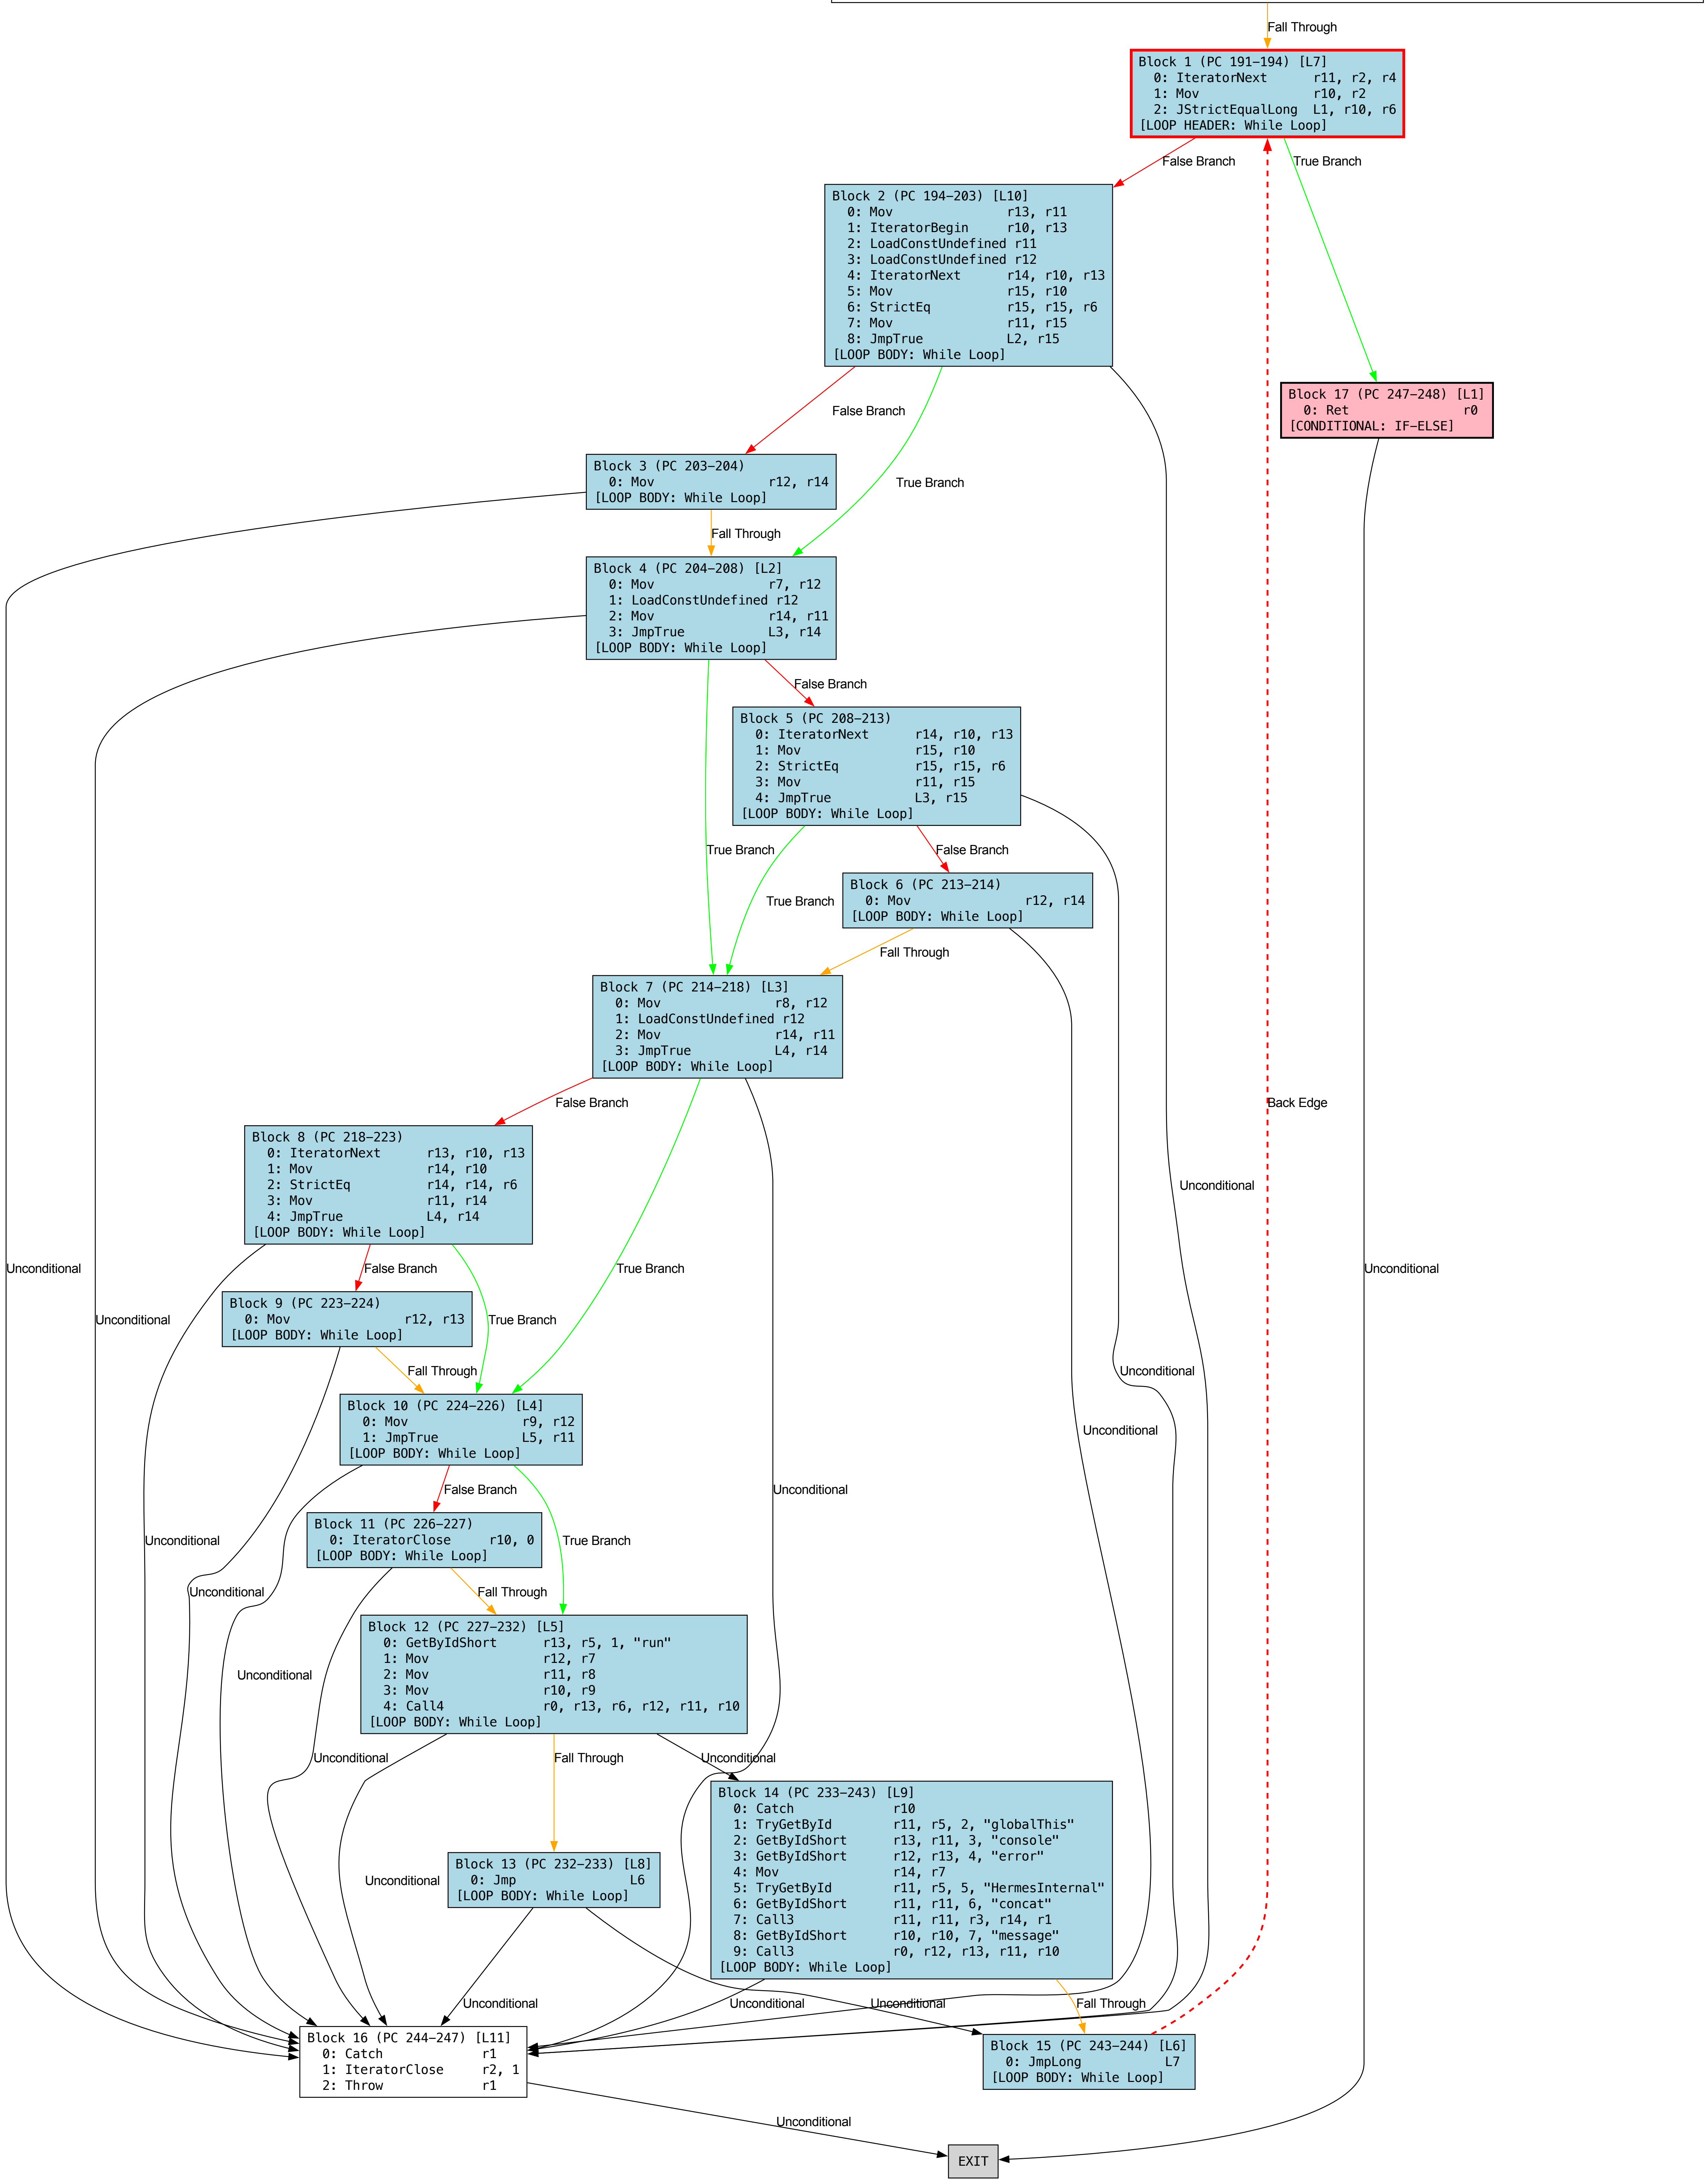 Fall Through
Block 1 (PC 191–194) [L7]
0: IteratorNext r11, r2, r4
1: Mov r10, r2
2: JStrictEqualLong L1, r10, r6
[LOOP HEADER: While Loop]
False Branch
True Branch
Block 2 (PC 194–203) [L10]
0: Mov r13, r11
1: IteratorBegin r10, r13
2: LoadConstUndefined r11
3: LoadConstUndefined r12
4: IteratorNext r14, r10, r13
5: Mov r15, r10
6: StrictEq r15, r15, r6
7: Mov r11, r15
8: JmpTrue L2, r15
[LOOP BODY: While Loop]
Block 17 (PC 247–248) [L1]
0: Ret r0
[CONDITIONAL: IF-ELSE]
False Branch
True Branch
Block 3 (PC 203–204)
0: Mov r12, r14
[LOOP BODY: While Loop]
Fall Through
Block 4 (PC 204–208) [L2]
0: Mov r7, r12
1: LoadConstUndefined r12
2: Mov r14, r11
3: JmpTrue L3, r14
[LOOP BODY: While Loop]
False Branch
Block 5 (PC 208–213)
0: IteratorNext r14, r10, r13
1: Mov r15, r10
2: StrictEq r15, r15, r6
3: Mov r11, r15
4: JmpTrue L3, r15
[LOOP BODY: While Loop]
True Branch
False Branch
True Branch
Block 6 (PC 213–214)
0: Mov r12, r14
[LOOP BODY: While Loop]
Fall Through
Block 7 (PC 214–218) [L3]
0: Mov r8, r12
1: LoadConstUndefined r12
2: Mov r14, r11
3: JmpTrue L4, r14
[LOOP BODY: While Loop]
False Branch
Back Edge
Block 8 (PC 218–223)
0: IteratorNext r13, r10, r13
1: Mov r14, r10
2: StrictEq r14, r14, r6
3: Mov r11, r14
4: JmpTrue L4, r14
[LOOP BODY: While Loop]
Unconditional
Unconditional
False Branch
True Branch
Unconditional
Block 9 (PC 223–224)
0: Mov r12, r13
[LOOP BODY: While Loop]
Unconditional
True Branch
Fall Through
Unconditional
Block 10 (PC 224–226) [L4]
0: Mov r9, r12
1: JmpTrue L5, r11
[LOOP BODY: While Loop]
Unconditional
False Branch
Unconditional
Block 11 (PC 226–227)
0: IteratorClose r10, 0
[LOOP BODY: While Loop]
Unconditional
True Branch
Unconditional
Fall Through
Block 12 (PC 227–232) [L5]
0: GetByIdShort r13, r5, 1, "run"
1: Mov r12, r7
2: Mov r11, r8
3: Mov r10, r9
4: Call4 r0, r13, r6, r12, r11, r10
[LOOP BODY: While Loop]
Unconditional
Unconditional
Fall Through
Unconditional
Block 14 (PC 233–243) [L9]
0: Catch r10
1: TryGetById r11, r5, 2, "globalThis"
2: GetByIdShort r13, r11, 3, "console"
3: GetByIdShort r12, r13, 4, "error"
4: Mov r14, r7
5: TryGetById r11, r5, 5, "HermesInternal"
6: GetByIdShort r11, r11, 6, "concat"
7: Call3 r11, r11, r3, r14, r1
8: GetByIdShort r10, r10, 7, "message"
9: Call3 r0, r12, r13, r11, r10
[LOOP BODY: While Loop]
Unconditional
Block 13 (PC 232–233) [L8]
0: Jmp L6
[LOOP BODY: While Loop]
Unconditional
Unconditional
Unconditional
Fall Through
Block 16 (PC 244–247) [L11]
0: Catch r1
1: IteratorClose r2, 1
2: Throw r1
Block 15 (PC 243–244) [L6]
0: JmpLong L7
[LOOP BODY: While Loop]
Unconditional
EXIT